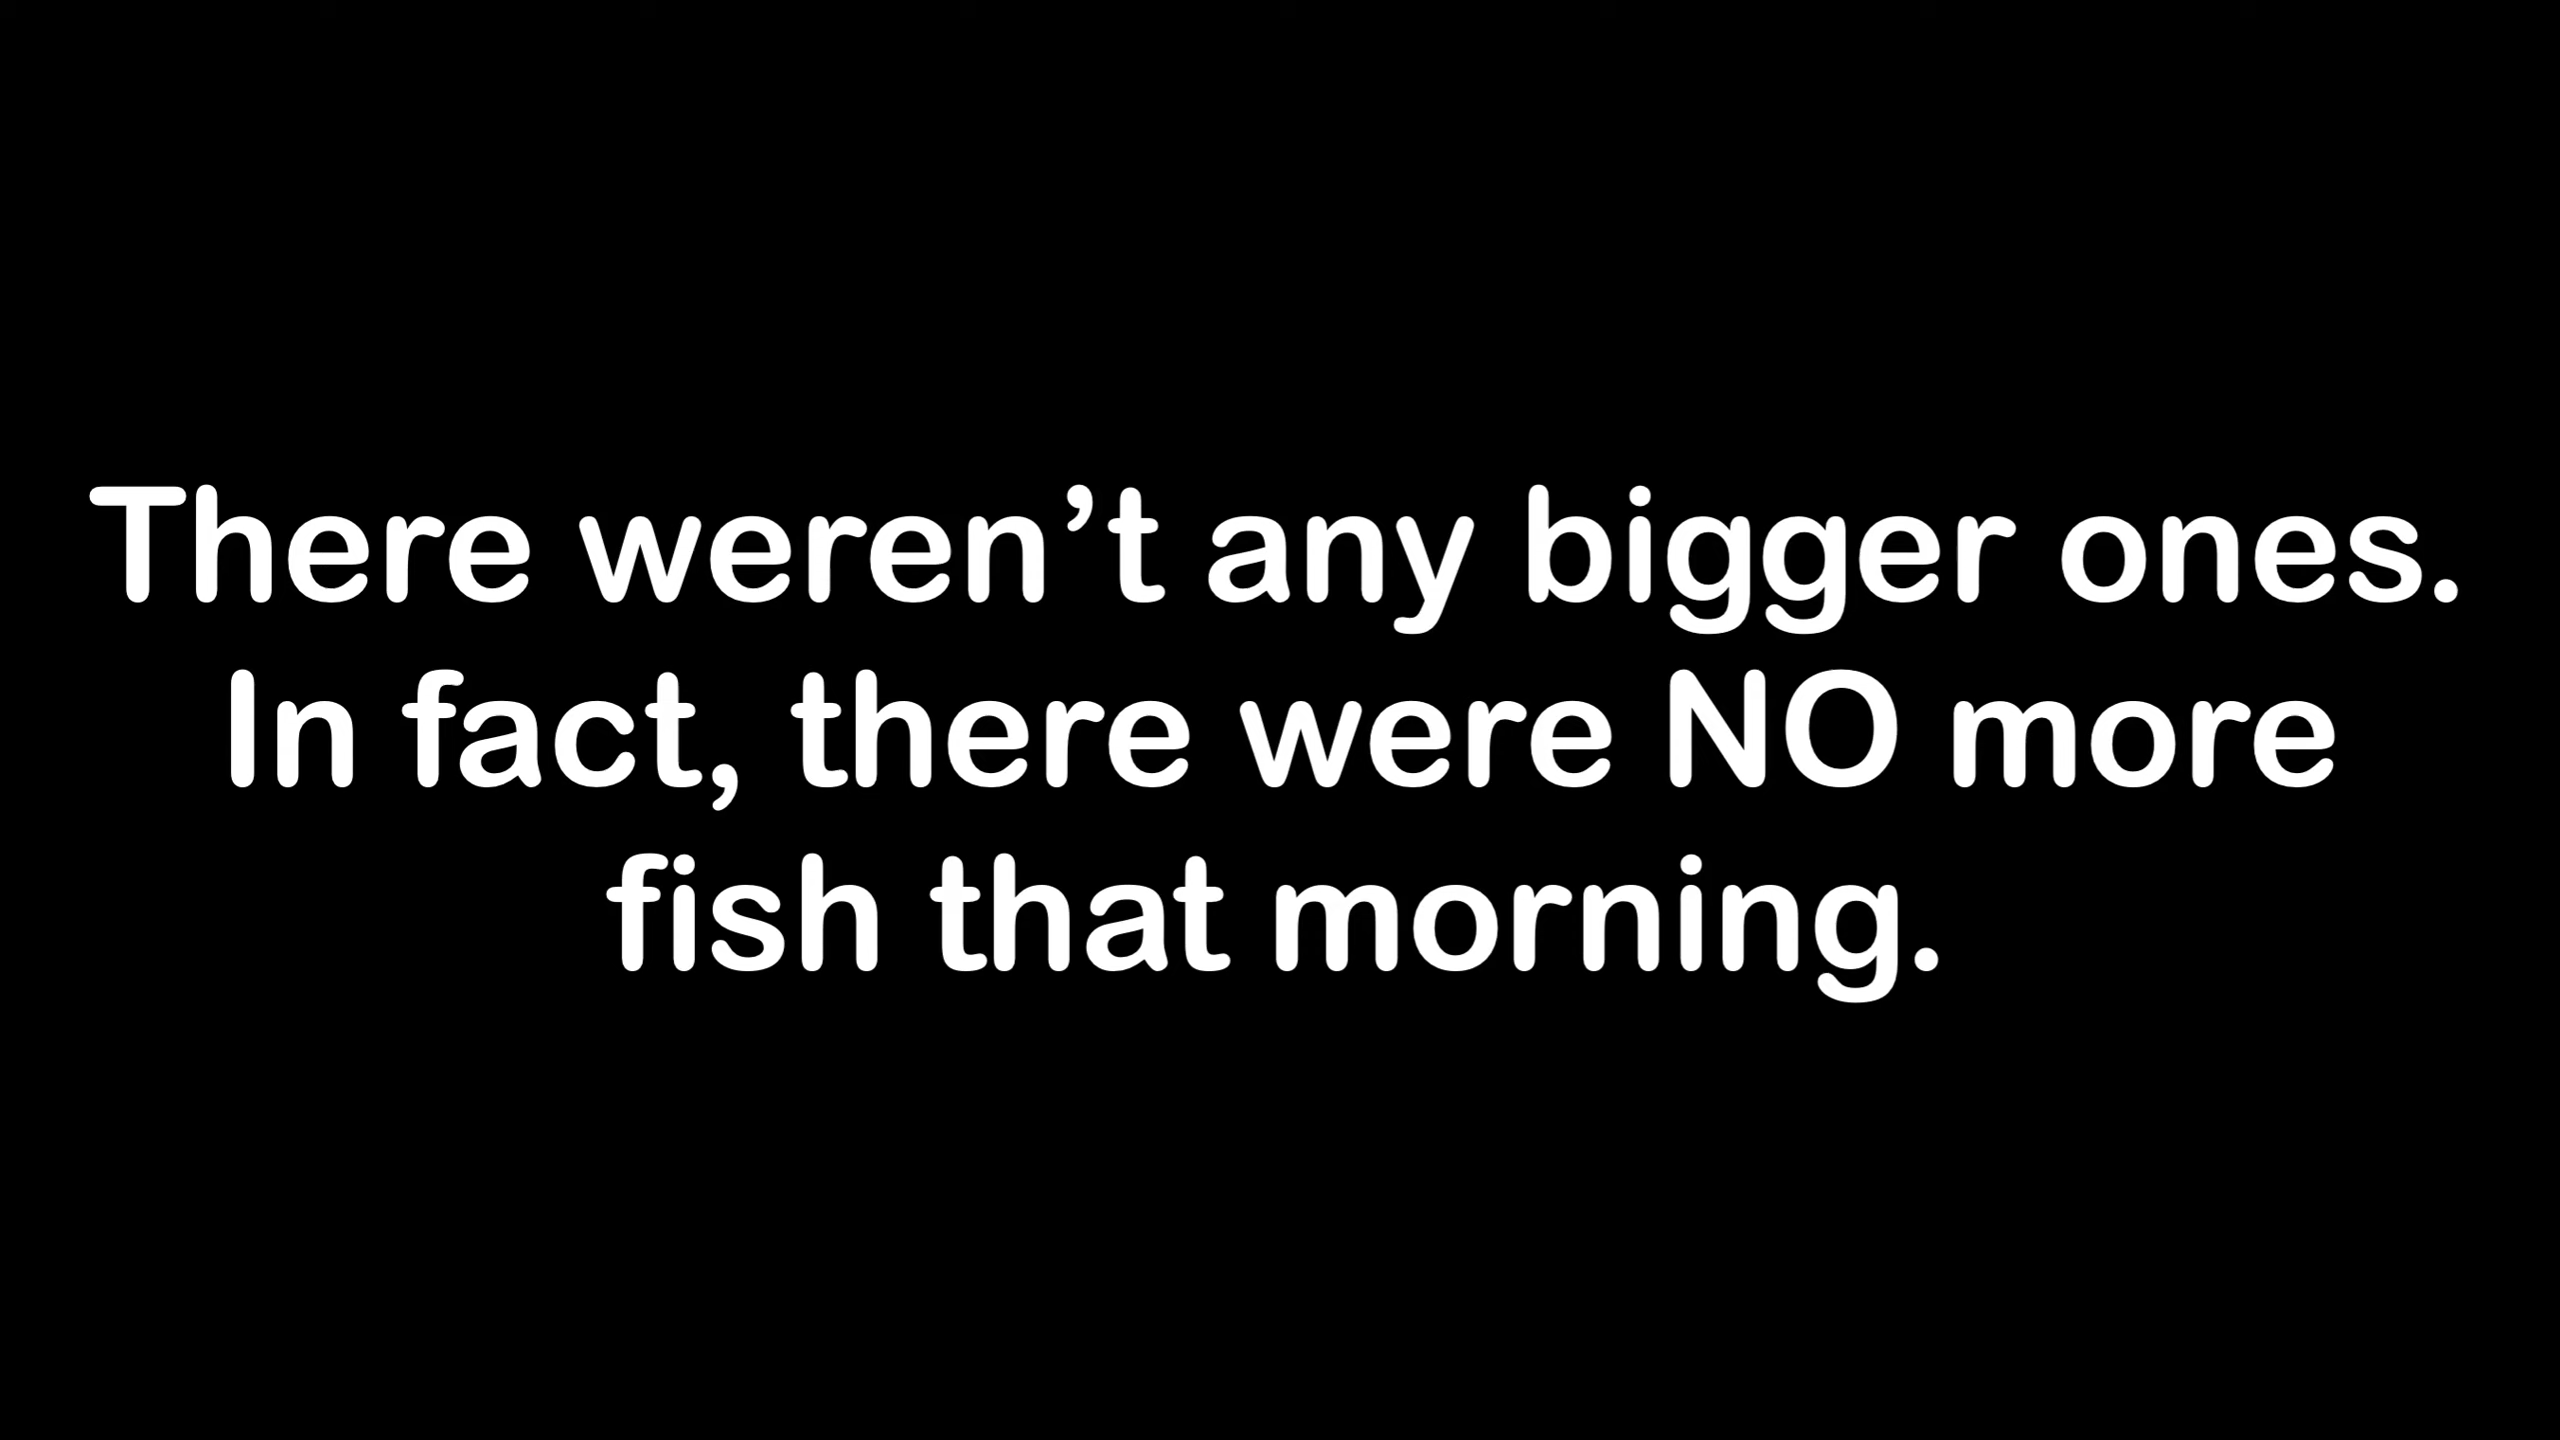 There weren’t any bigger ones.
In fact, there were NO more
fish that morning.